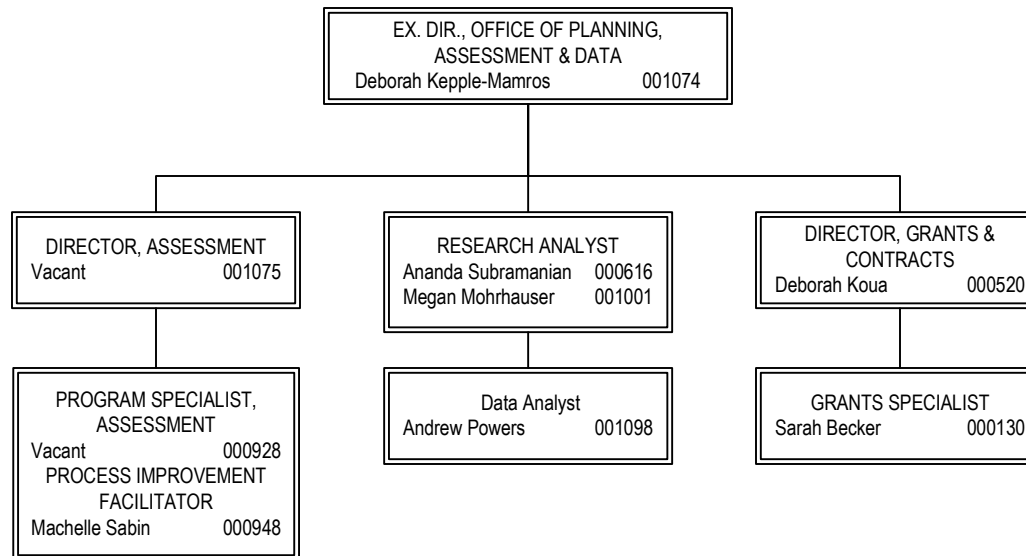 EX. DIR., OFFICE OF PLANNING,
ASSESSMENT & DATA
Deborah Kepple-Mamros 001074
DIRECTOR, ASSESSMENT
Vacant 001075
RESEARCH ANALYST
Ananda Subramanian 000616
Megan Mohrhauser 001001
DIRECTOR, GRANTS &
CONTRACTS
Deborah Koua 000520
PROGRAM SPECIALIST,
ASSESSMENT
Vacant 000928
PROCESS IMPROVEMENT
FACILITATOR
Machelle Sabin 000948
Data Analyst
Andrew Powers 001098
GRANTS SPECIALIST
Sarah Becker 000130